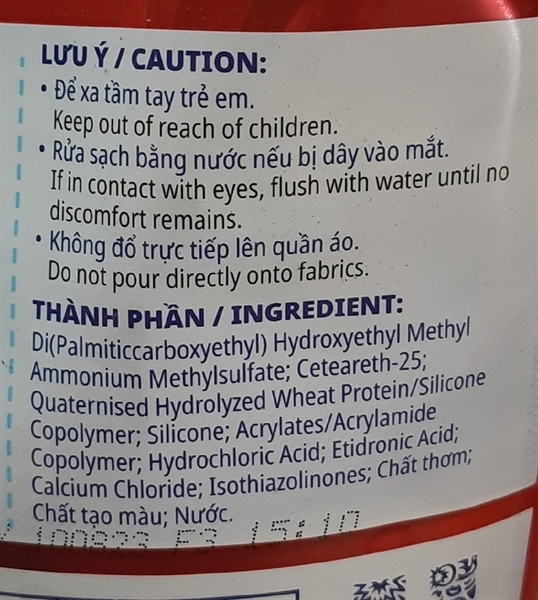 LƯU Ý / CAUTION:
• Để xa tầm tay trẻ em.
Keep out of reach of children.
• Rửa sạch bằng nước nếu bị dây vào mắt.
If in contact with eyes, flush with water until no
discomfort remains.
• Không đổ trực tiếp lên quần áo.
Do not pour directly onto fabrics.
THÀNH PHẦN / INGREDIENT:
Di(Palmiticcarboxyethyl) Hydroxyethyl Methyl
Ammonium Methylsulfate; Ceteareth-25;
Quaternised Hydrolyzed Wheat Protein/Silicone
Copolymer; Silicone; Acrylates/Acrylamide
Copolymer; Hydrochloric Acid; Etidronic Acid;
Calcium Chloride; Isothiazolinones; Chất thơm;
Chất tạo màu; Nước.
100823 F3 15:10